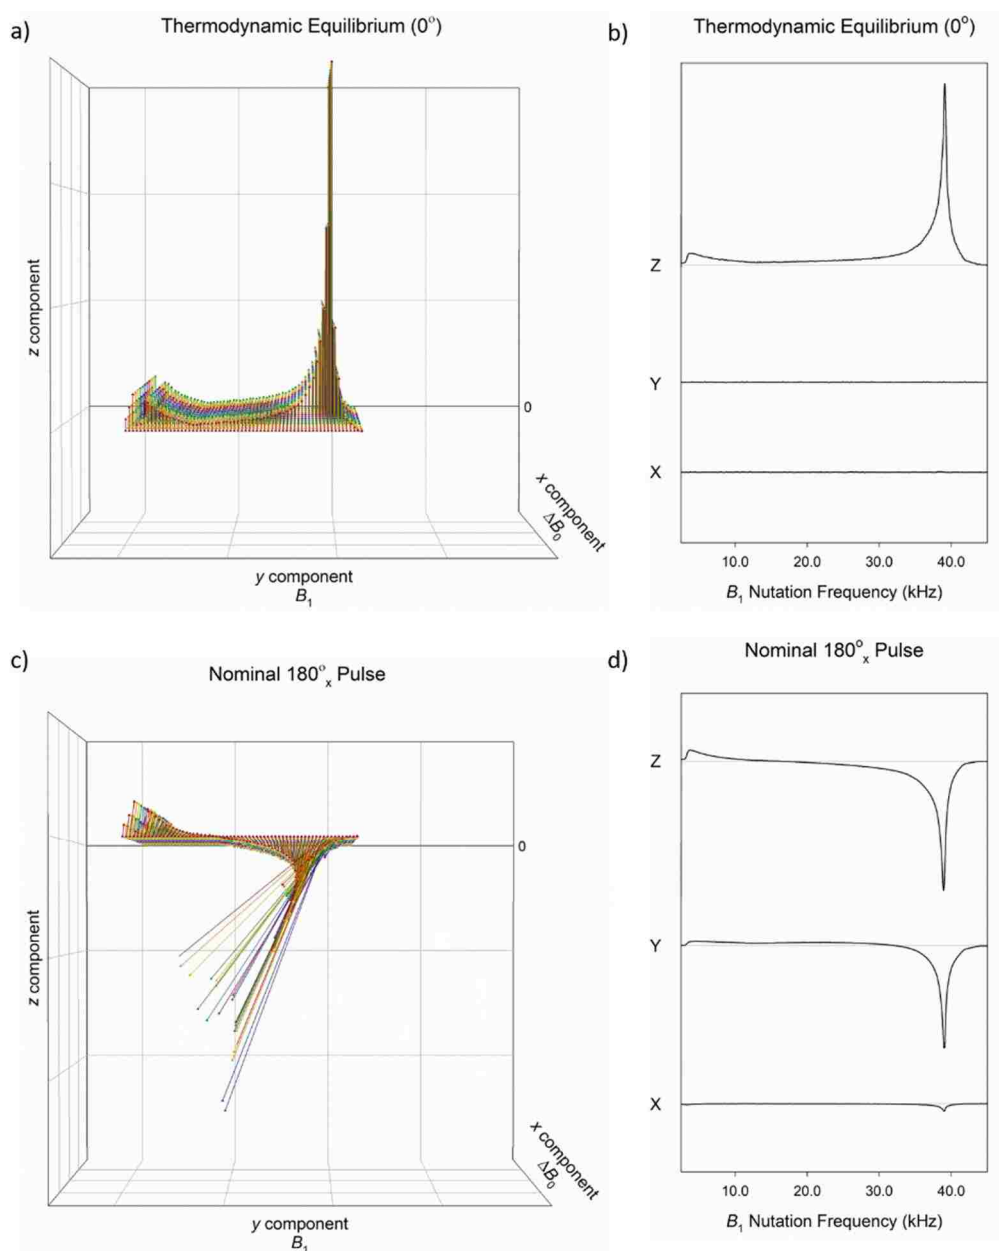 a)
Thermodynamic Equilibrium (0°)
z component
0
x component
ΔB₀
y component
B₁
b)
Thermodynamic Equilibrium (0°)
Z
Y
X
10.0 20.0 30.0 40.0
B₁ Nutation Frequency (kHz)
c)
Nominal 180°ₓ Pulse
z component
0
x component
ΔB₀
y component
B₁
d)
Nominal 180°ₓ Pulse
Z
Y
X
10.0 20.0 30.0 40.0
B₁ Nutation Frequency (kHz)